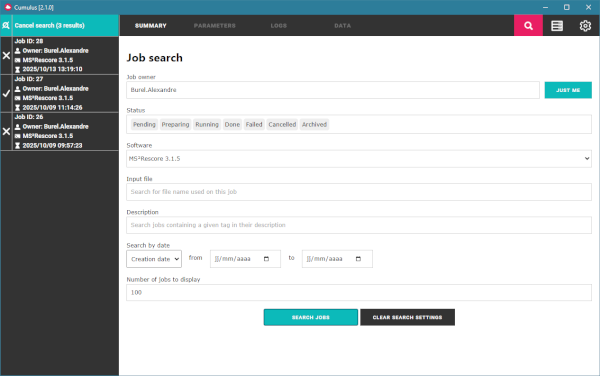 Cumulus [2.1.0]
Cancel search (3 results)
SUMMARY PARAMETERS LOGS DATA
Job ID: 28
Owner: Burel.Alexandre
MS²Rescore 3.1.5
2025/10/13 13:19:10
Job ID: 27
Owner: Burel.Alexandre
MS²Rescore 3.1.5
2025/10/09 11:14:26
Job ID: 26
Owner: Burel.Alexandre
MS²Rescore 3.1.5
2025/10/09 09:57:23
Job search
Job owner
Burel.Alexandre
JUST ME
Status
Pending Preparing Running Done Failed Cancelled Archived
Software
MS²Rescore 3.1.5
Input file
Search for file name used on this job
Description
Search jobs containing a given tag in their description
Search by date
Creation date from jj/mm/aaaa to jj/mm/aaaa
Number of jobs to display
100
SEARCH JOBS
CLEAR SEARCH SETTINGS